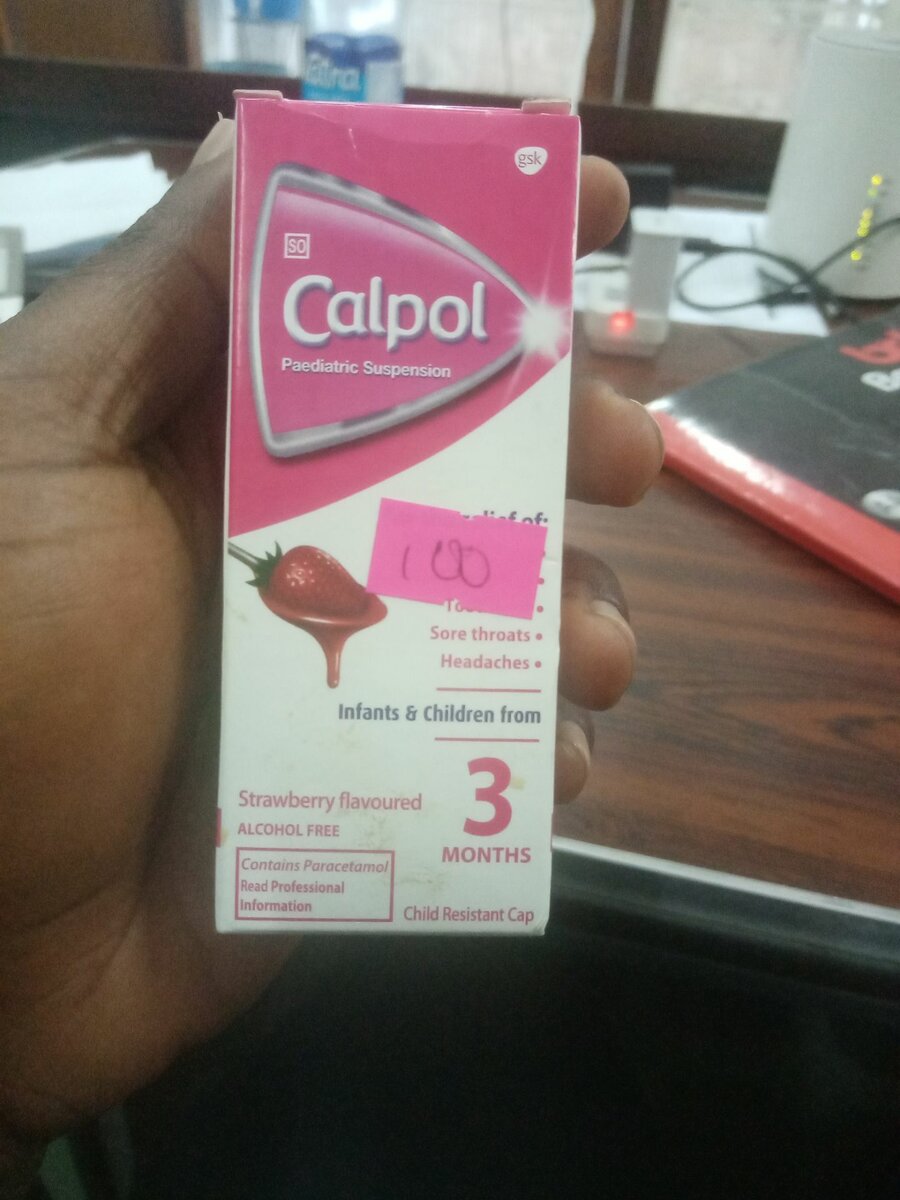 gsk
SO
Calpol
Paediatric Suspension
of:
100
Sore throats •
Headaches •
Infants & Children from
3
MONTHS
Strawberry flavoured
ALCOHOL FREE
Contains Paracetamol
Read Professional
Information
Child Resistant Cap